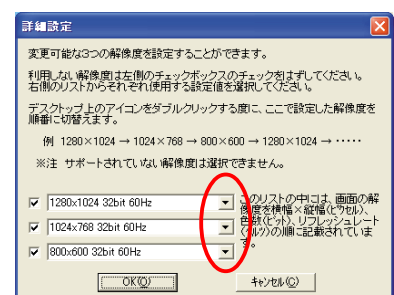 詳細設定
変更可能な3つの解像度を設定することができます。
利用しない解像度は左側のチェックボックスのチェックをはずしてください。
右側のリストからそれぞれ使用する設定値を選択してください。
デスクトップ上のアイコンをダブルクリックする度に、ここで設定した解像度を
順番に切替えます。
例 1280×1024 → 1024×768 → 800×600 → 1280×1024 → ‥‥‥
※注 サポートされていない解像度は選択できません。
1280x1024 32bit 60Hz
1024x768 32bit 60Hz
800x600 32bit 60Hz
このリストの中には、画面の解
像度を横幅×縦幅(ピクセル)、
色数(ビット)、リフレッシュレート
(ヘルツ)の順に記載されていま
す。
OK(O)
キャンセル(C)